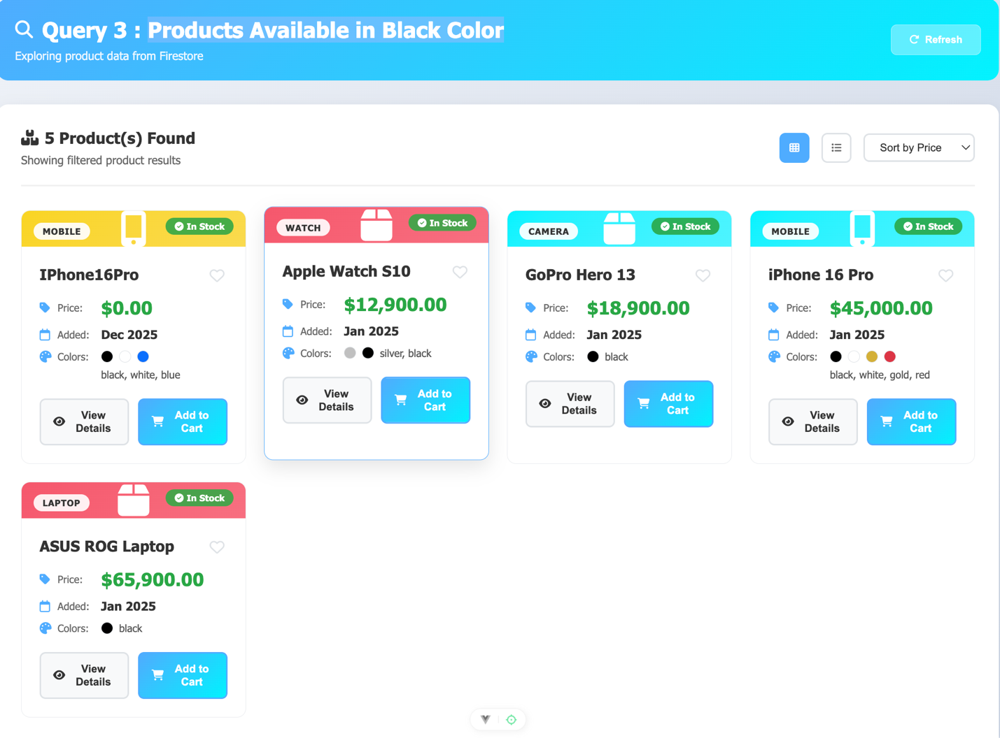 Query 3 : Products Available in Black Color
Exploring product data from Firestore
Refresh
5 Product(s) Found
Showing filtered product results
Sort by Price
MOBILE
In Stock
IPhone16Pro
Price: $0.00
Added: Dec 2025
Colors:
black, white, blue
View Details
Add to Cart
WATCH
In Stock
Apple Watch S10
Price: $12,900.00
Added: Jan 2025
Colors: silver, black
View Details
Add to Cart
CAMERA
In Stock
GoPro Hero 13
Price: $18,900.00
Added: Jan 2025
Colors: black
View Details
Add to Cart
MOBILE
In Stock
iPhone 16 Pro
Price: $45,000.00
Added: Jan 2025
Colors:
black, white, gold, red
View Details
Add to Cart
LAPTOP
In Stock
ASUS ROG Laptop
Price: $65,900.00
Added: Jan 2025
Colors: black
View Details
Add to Cart